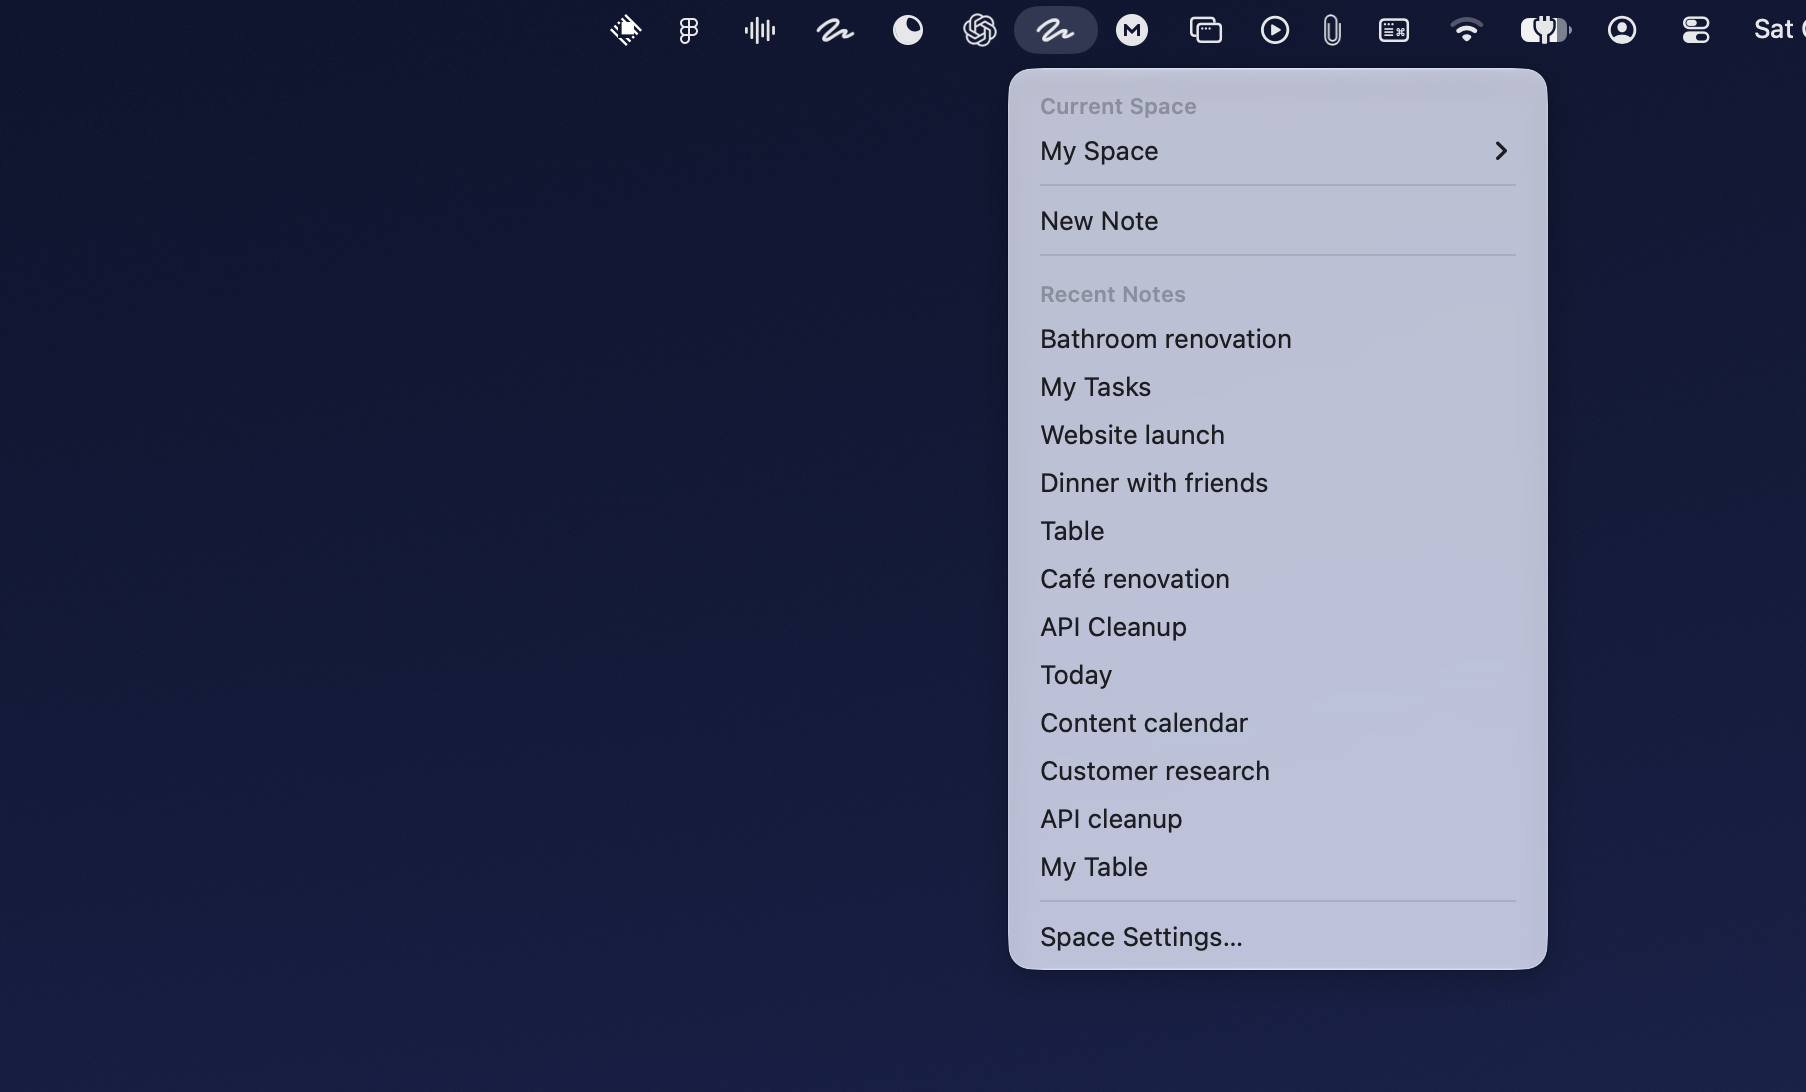 Sat
Current Space
My Space
New Note
Recent Notes
Bathroom renovation
My Tasks
Website launch
Dinner with friends
Table
Café renovation
API Cleanup
Today
Content calendar
Customer research
API cleanup
My Table
Space Settings...